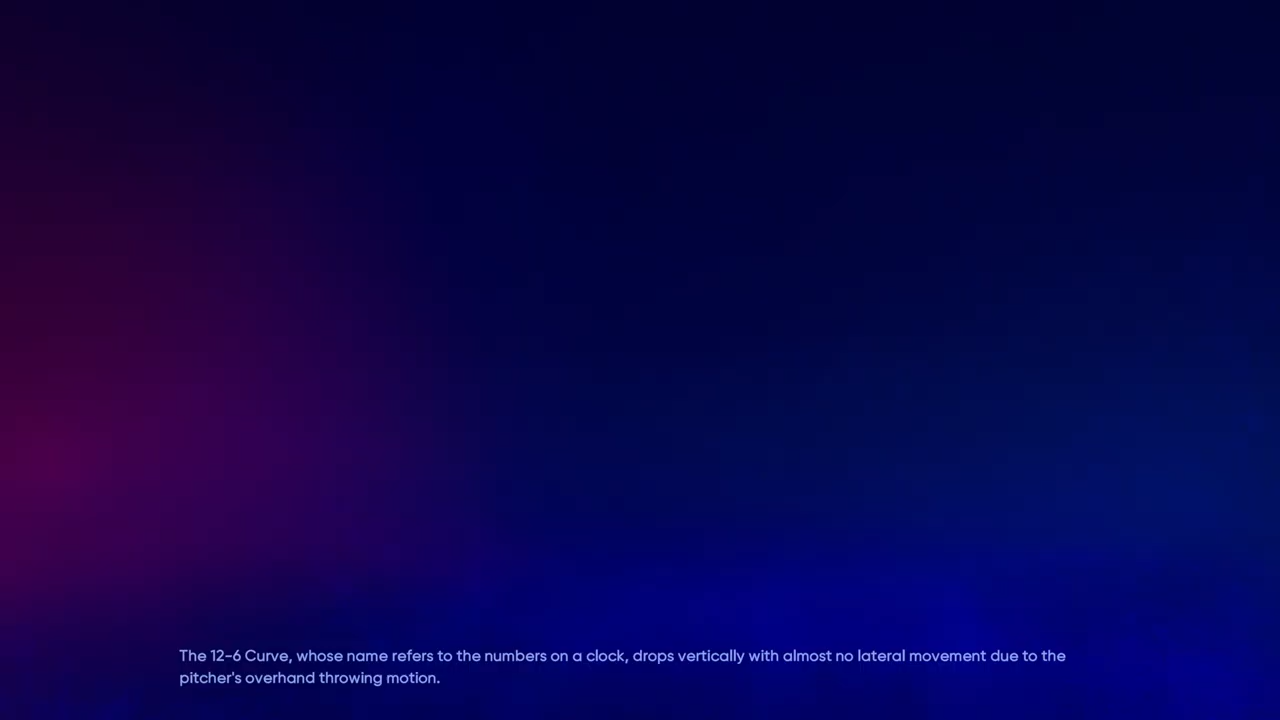 The 12-6 Curve, whose name refers to the numbers on a clock, drops vertically with almost no lateral movement due to the
pitcher's overhand throwing motion.